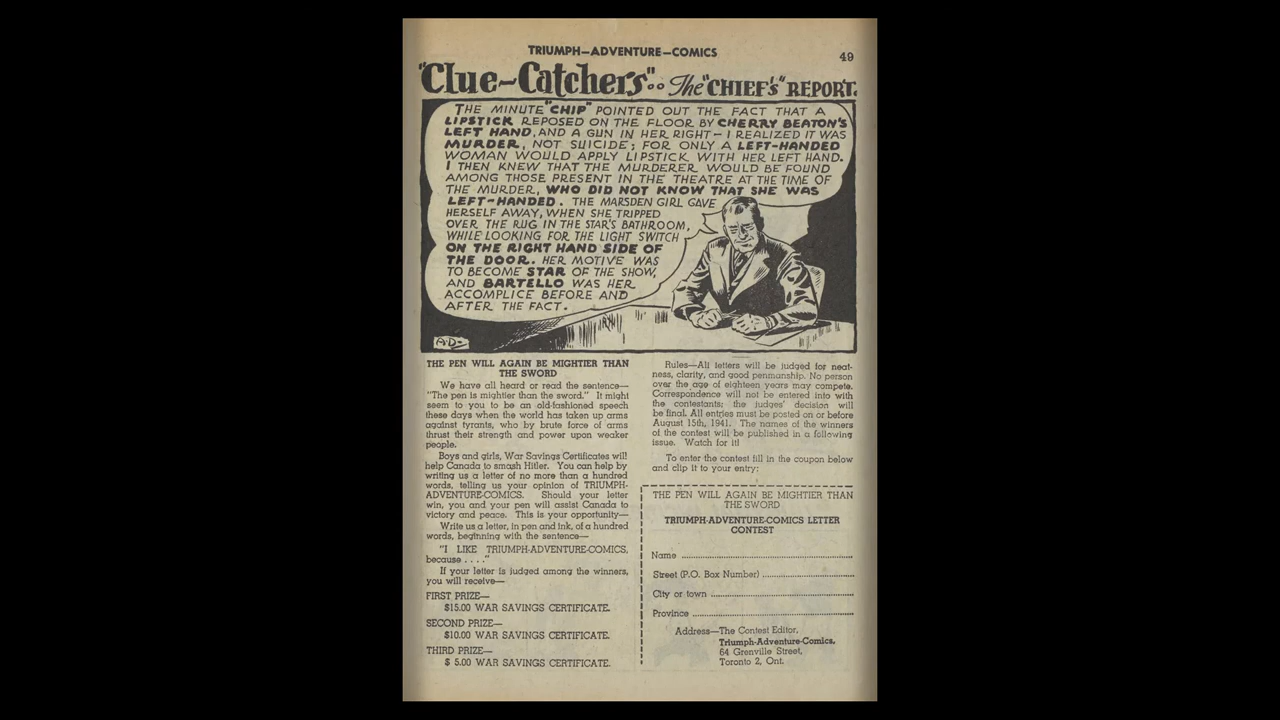 TRIUMPH—ADVENTURE—COMICS
49
"Clue-Catchers".. The "CHIEF'S" REPORT.
THE MINUTE "CHIP" POINTED OUT THE FACT THAT A
LIPSTICK REPOSED ON THE FLOOR BY CHERRY BEATON'S
LEFT HAND, AND A GUN IN HER RIGHT — I REALIZED IT WAS
MURDER, NOT SUICIDE; FOR ONLY A LEFT-HANDED
WOMAN WOULD APPLY LIPSTICK WITH HER LEFT HAND.
I THEN KNEW THAT THE MURDERER WOULD BE FOUND
AMONG THOSE PRESENT IN THE THEATRE AT THE TIME OF
THE MURDER, WHO DID NOT KNOW THAT SHE WAS
LEFT-HANDED. THE MARSDEN GIRL GAVE
HERSELF AWAY, WHEN SHE TRIPPED
OVER THE RUG IN THE STAR'S BATHROOM,
WHILE LOOKING FOR THE LIGHT SWITCH
ON THE RIGHT HAND SIDE OF
THE DOOR. HER MOTIVE WAS
TO BECOME STAR OF THE SHOW,
AND BARTELLO WAS HER
ACCOMPLICE BEFORE AND
AFTER THE FACT.
A.D-
THE PEN WILL AGAIN BE MIGHTIER THAN
THE SWORD
We have all heard or read the sentence—
"The pen is mightier than the sword." It might
seem to you to be an old-fashioned speech
these days when the world has taken up arms
against tyrants, who by brute force of arms
thrust their strength and power upon weaker
people.
Boys and girls, War Savings Certificates will
help Canada to smash Hitler. You can help by
writing us a letter of no more than a hundred
words, telling us your opinion of TRIUMPH-
ADVENTURE-COMICS. Should your letter
win, you and your pen will assist Canada to
victory and peace. This is your opportunity—
Write us a letter, in pen and ink, of a hundred
words, beginning with the sentence—
"I LIKE TRIUMPH-ADVENTURE-COMICS,
because . . . ."
If your letter is judged among the winners,
you will receive—
FIRST PRIZE—
$15.00 WAR SAVINGS CERTIFICATE.
SECOND PRIZE—
$10.00 WAR SAVINGS CERTIFICATE.
THIRD PRIZE—
$ 5.00 WAR SAVINGS CERTIFICATE.
Rules—All letters will be judged for neat-
ness, clarity, and good penmanship. No person
over the age of eighteen years may compete.
Correspondence will not be entered into with
the contestants; the judges' decision will
be final. All entries must be posted on or before
August 15th, 1941. The names of the winners
of the contest will be published in a following
issue. Watch for it!
To enter the contest fill in the coupon below
and clip it to your entry:
THE PEN WILL AGAIN BE MIGHTIER THAN
THE SWORD
TRIUMPH-ADVENTURE-COMICS LETTER
CONTEST
Name
Street (P.O. Box Number)
City or town
Province
Address—The Contest Editor,
Triumph-Adventure-Comics,
64 Grenville Street,
Toronto 2, Ont.